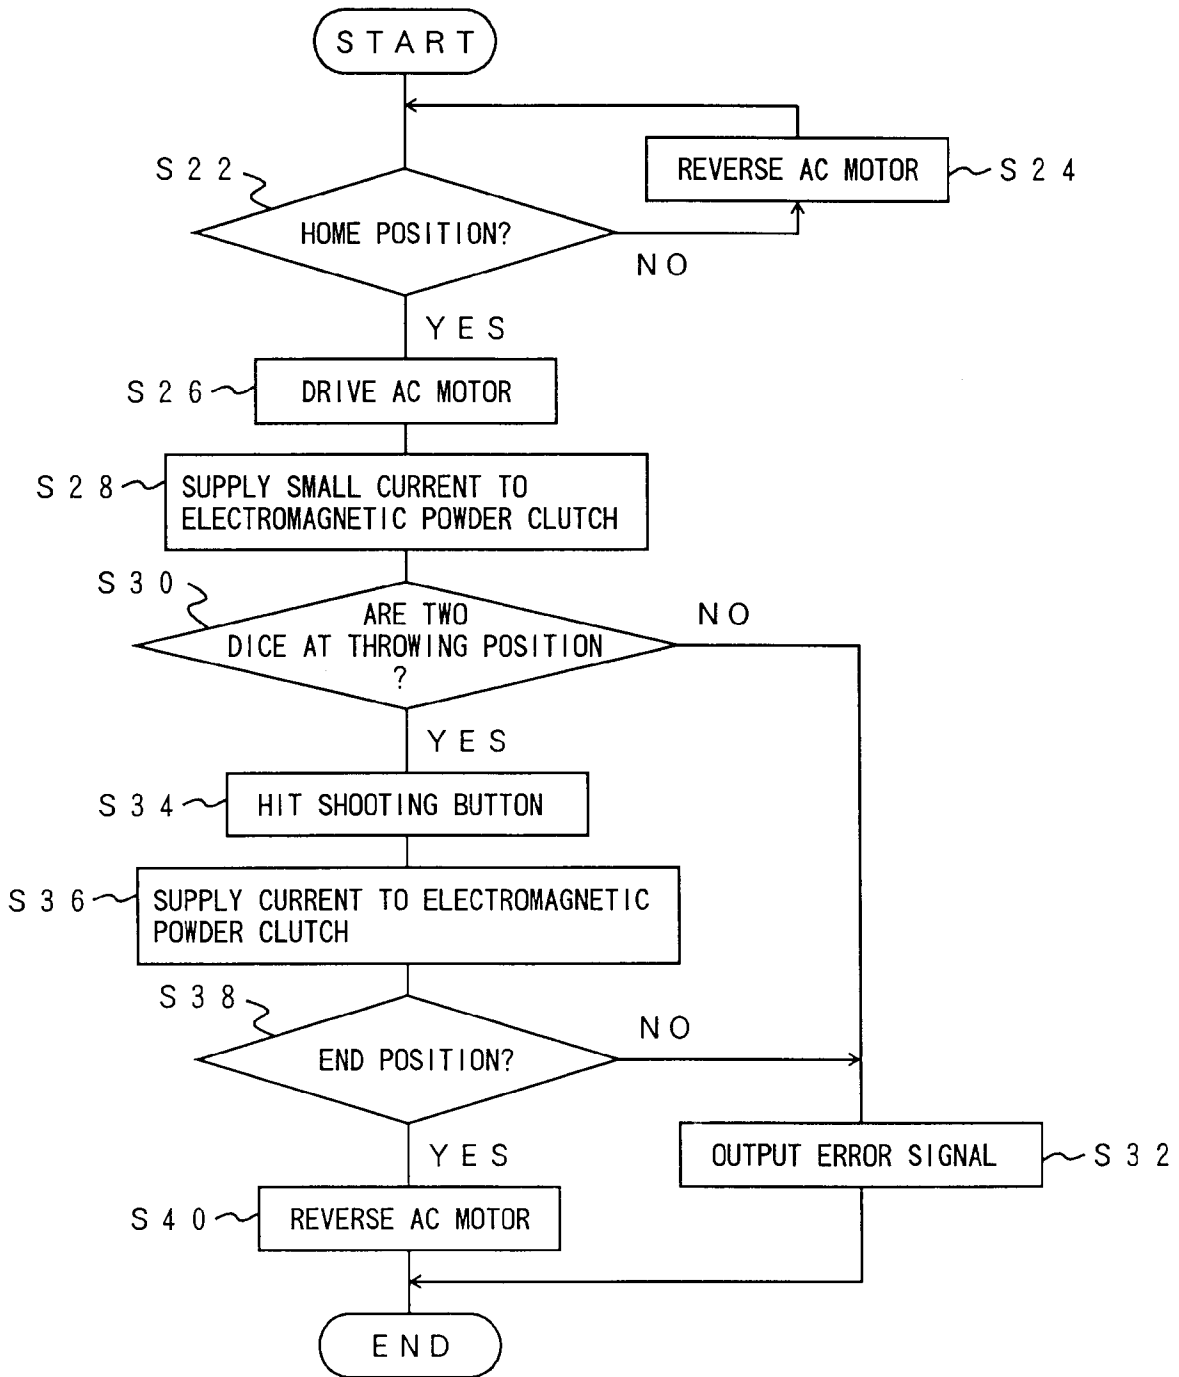 START
REVERSE AC MOTOR
S24
S22
HOME POSITION?
NO
YES
S26
DRIVE AC MOTOR
S28
SUPPLY SMALL CURRENT TO
ELECTROMAGNETIC POWDER CLUTCH
S30
ARE TWO
DICE AT THROWING POSITION
?
NO
YES
S34
HIT SHOOTING BUTTON
S36
SUPPLY CURRENT TO ELECTROMAGNETIC
POWDER CLUTCH
S38
END POSITION?
NO
YES
OUTPUT ERROR SIGNAL
S32
S40
REVERSE AC MOTOR
END